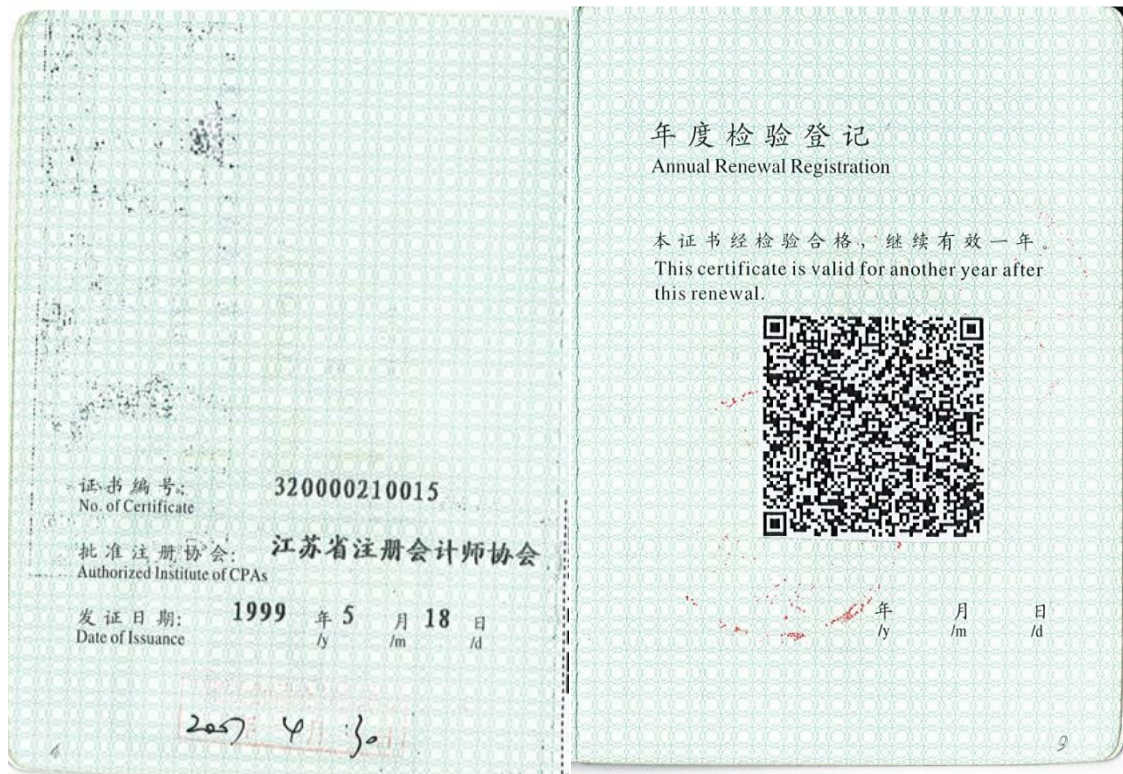 证书编号:
No. of Certificate
320000210015
批准注册协会:
Authorized Institute of CPAs
江苏省注册会计师协会
发证日期:
Date of Issuance
1999 年 5 月 18 日
/y /m /d
2007 4 30
4
年度检验登记
Annual Renewal Registration
本证书经检验合格，继续有效一年。
This certificate is valid for another year after
this renewal.
年 月 日
/y /m /d
9